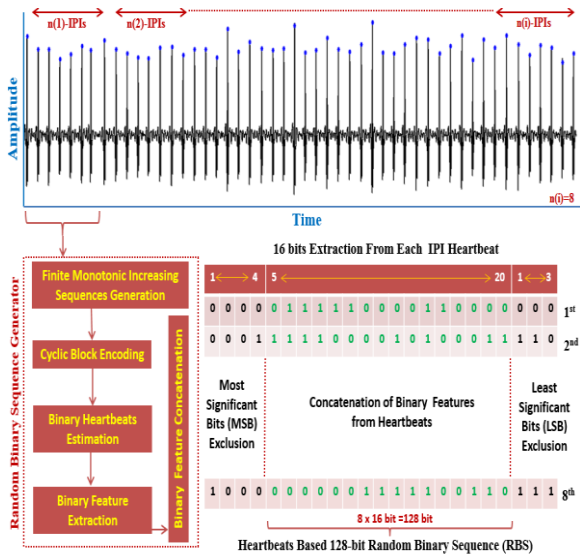 n(1)-IPIs n(2)-IPIs n(i)-IPIs
Amplitude
n(i)=8
Time
Random Binary Sequence Generator
Finite Monotonic Increasing
Sequences Generation
Cyclic Block Encoding
Binary Heartbeats
Estimation
Binary Feature
Extraction
Binary Feature Concatenation
16 bits Extraction From Each IPI Heartbeat
1 4 5 20 1 3
0 0 0 0 0 1 1 1 1 1 0 0 0 0 1 1 0 0 0 0 0 0 0 1st
0 0 0 1 1 1 1 1 0 0 0 0 1 0 1 0 0 0 1 1 1 1 0 2nd
Most
Significant
Bits (MSB)
Exclusion
Concatenation of Binary Features
from Heartbeats
Least
Significant
Bits (LSB)
Exclusion
1 0 0 0 0 0 0 0 0 0 1 1 1 1 1 0 0 1 1 0 1 1 1 8th
8 x 16 bit =128 bit
Heartbeats Based 128-bit Random Binary Sequence (RBS)